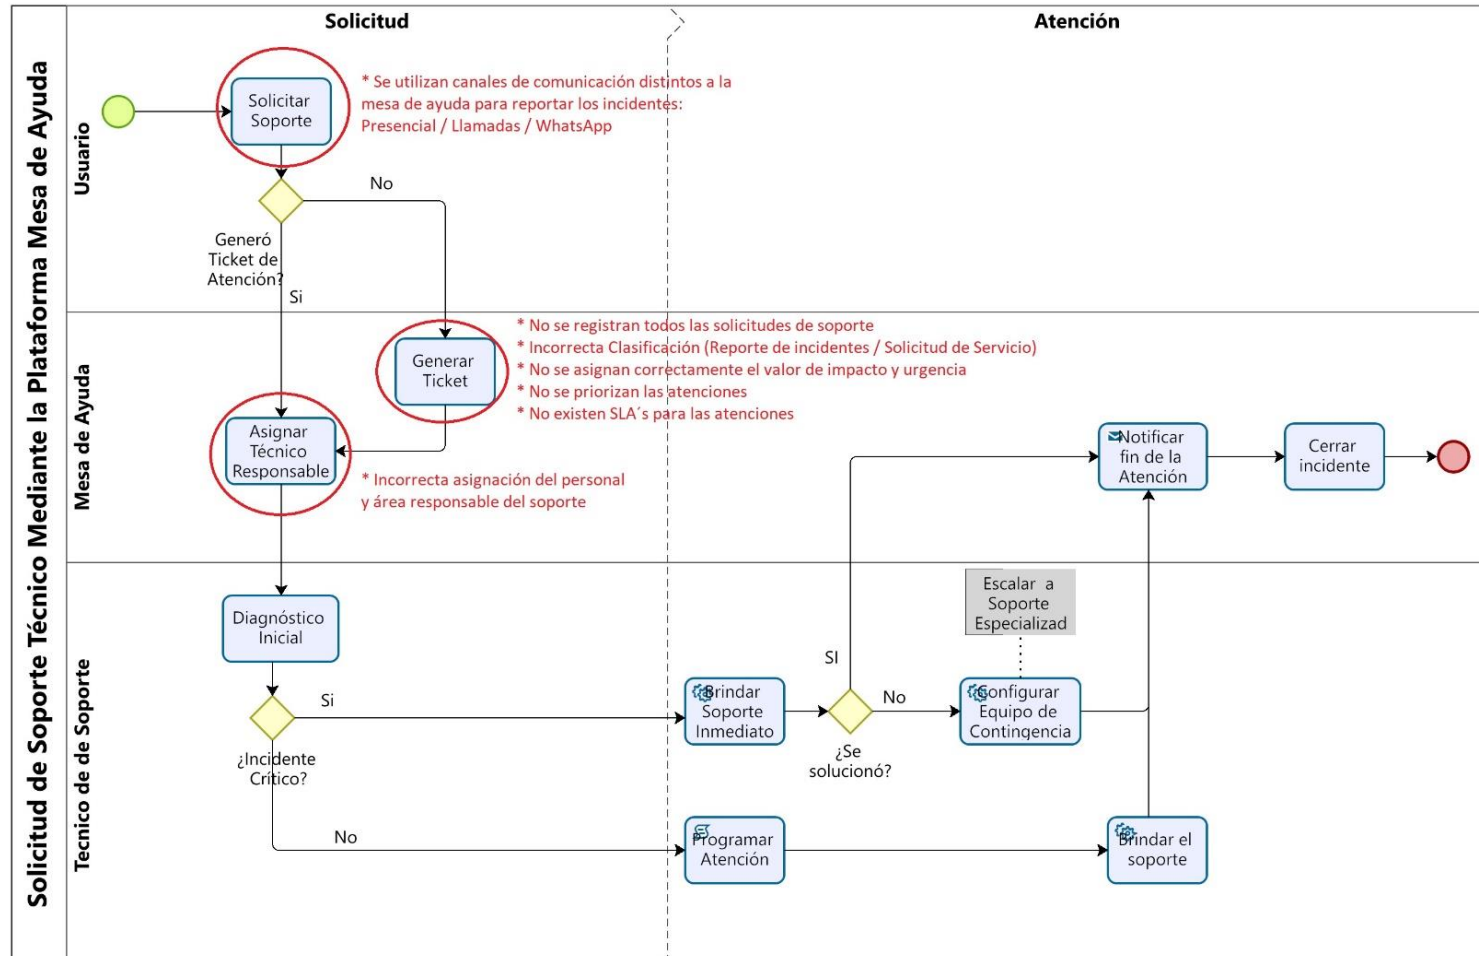 Solicitud de Soporte Técnico Mediante la Plataforma Mesa de Ayuda
Solicitud
Atención
Usuario
Solicitar
Soporte
* Se utilizan canales de comunicación distintos a la
mesa de ayuda para reportar los incidentes:
Presencial / Llamadas / WhatsApp
No
Generó
Ticket de
Atención?
Si
Mesa de Ayuda
Generar
Ticket
* No se registran todos las solicitudes de soporte
* Incorrecta Clasificación (Reporte de incidentes / Solicitud de Servicio)
* No se asignan correctamente el valor de impacto y urgencia
* No se priorizan las atenciones
* No existen SLA´s para las atenciones
Asignar
Técnico
Responsable
* Incorrecta asignación del personal
y área responsable del soporte
Notificar
fin de la
Atención
Cerrar
incidente
Tecnico de de Soporte
Diagnóstico
Inicial
Si
¿Incidente
Crítico?
No
Brindar
Soporte
Inmediato
SI
No
¿Se
solucionó?
Escalar a
Soporte
Especializad
Configurar
Equipo de
Contingencia
Programar
Atención
Brindar el
soporte